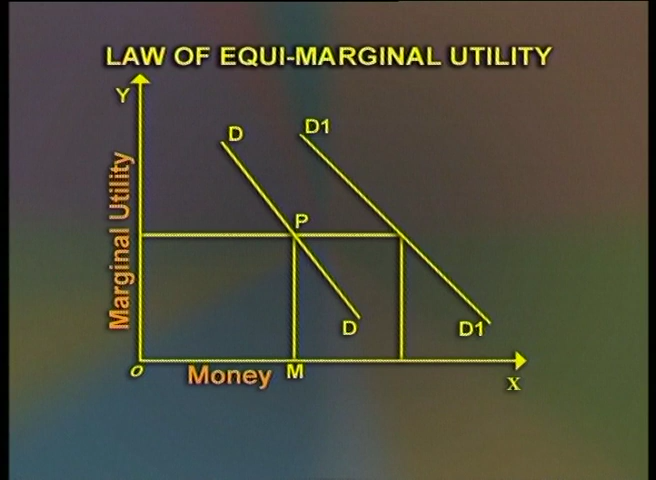 LAW OF EQUI-MARGINAL UTILITY
Y
D
D1
Marginal Utility
P
D
D1
O
Money
M
X